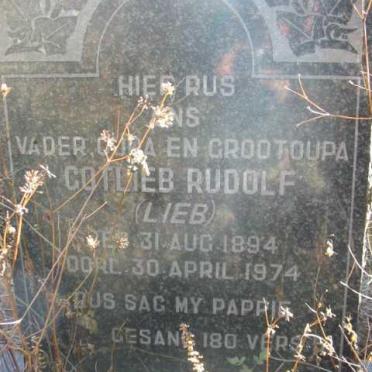 HIER RUS
ONS
VADER OUPA EN GROOTOUPA
GOTLIEB RUDOLF
(LIEB)
GEB. 31 AUG. 1894
OORL. 30 APRIL 1974
RUS SAG MY PAPPIE
GESANG 180 VERS